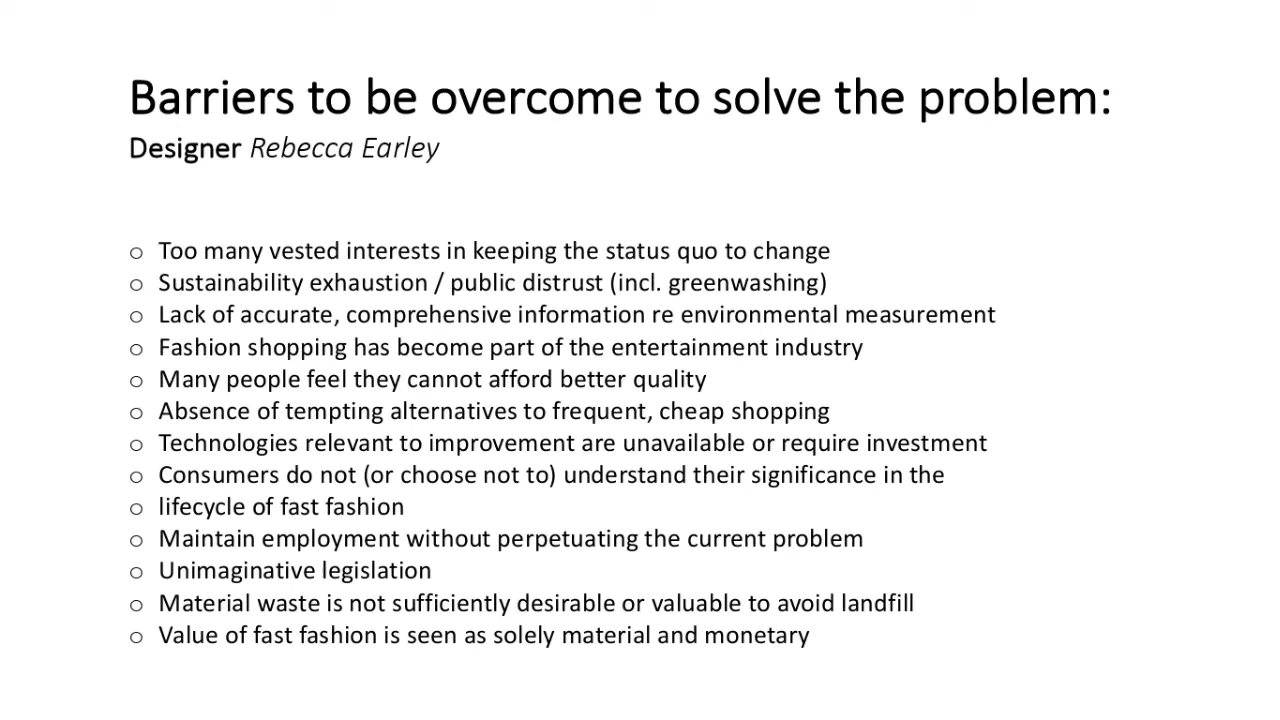 Barriers to be overcome to solve the problem:
Designer Rebecca Earley
o Too many vested interests in keeping the status quo to change
o Sustainability exhaustion / public distrust (incl. greenwashing)
o Lack of accurate, comprehensive information re environmental measurement
o Fashion shopping has become part of the entertainment industry
o Many people feel they cannot afford better quality
o Absence of tempting alternatives to frequent, cheap shopping
o Technologies relevant to improvement are unavailable or require investment
o Consumers do not (or choose not to) understand their significance in the
o lifecycle of fast fashion
o Maintain employment without perpetuating the current problem
o Unimaginative legislation
o Material waste is not sufficiently desirable or valuable to avoid landfill
o Value of fast fashion is seen as solely material and monetary